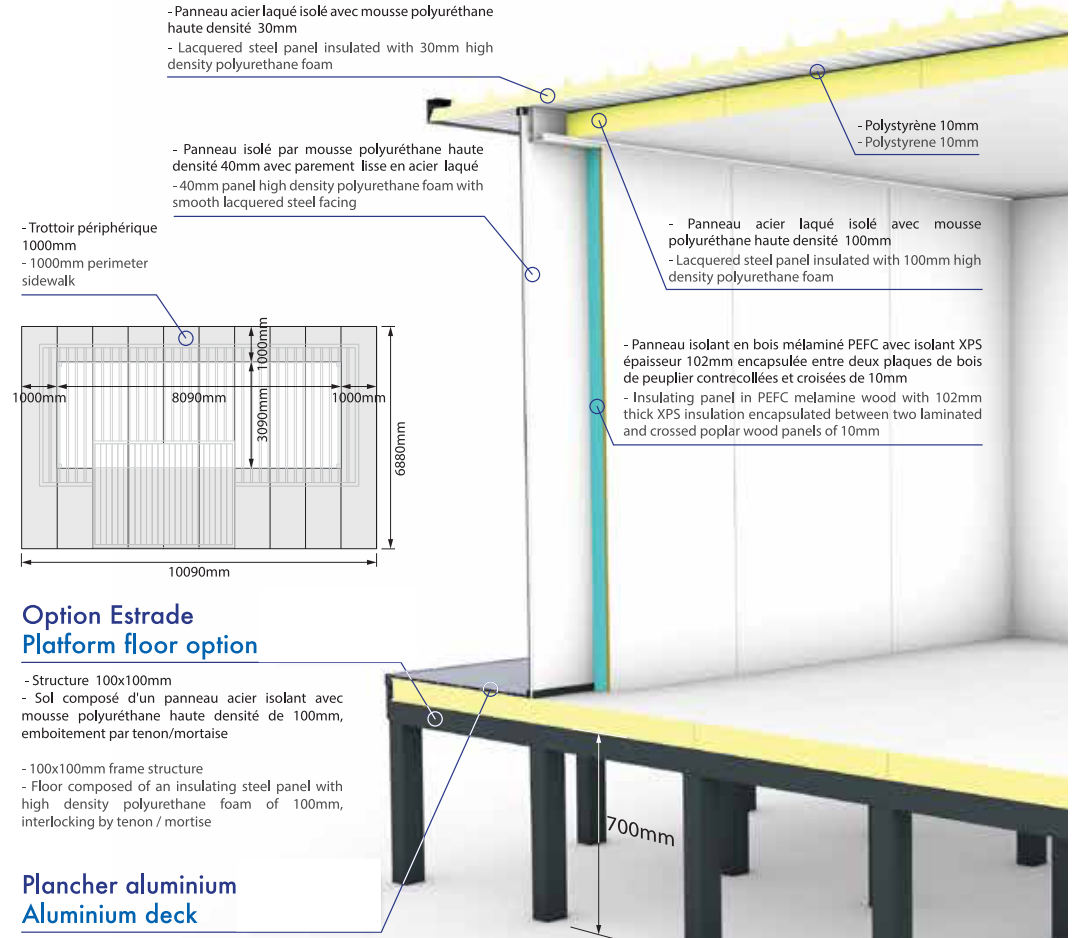 - Panneau acier laqué isolé avec mousse polyuréthane
haute densité 30mm
- Lacquered steel panel insulated with 30mm high
density polyurethane foam
- Polystyrène 10mm
- Polystyrene 10mm
- Panneau isolé par mousse polyuréthane haute
densité 40mm avec parement lisse en acier laqué
- 40mm panel high density polyurethane foam with
smooth lacquered steel facing
- Panneau acier laqué isolé avec mousse
polyuréthane haute densité 100mm
- Lacquered steel panel insulated with 100mm high
density polyurethane foam
- Trottoir périphérique
1000mm
- 1000mm perimeter
sidewalk
- Panneau isolant en bois mélaminé PEFC avec isolant XPS
épaisseur 102mm encapsulée entre deux plaques de bois
de peuplier contrecollées et croisées de 10mm
- Insulating panel in PEFC melamine wood with 102mm
thick XPS insulation encapsulated between two laminated
and crossed poplar wood panels of 10mm
1000mm
1000mm
8090mm
1000mm
3090mm
6880mm
10090mm
Option Estrade
Platform floor option
- Structure 100x100mm
- Sol composé d'un panneau acier isolant avec
mousse polyuréthane haute densité de 100mm,
emboitement par tenon/mortaise
- 100x100mm frame structure
- Floor composed of an insulating steel panel with
high density polyurethane foam of 100mm,
interlocking by tenon / mortise
700mm
Plancher aluminium
Aluminium deck